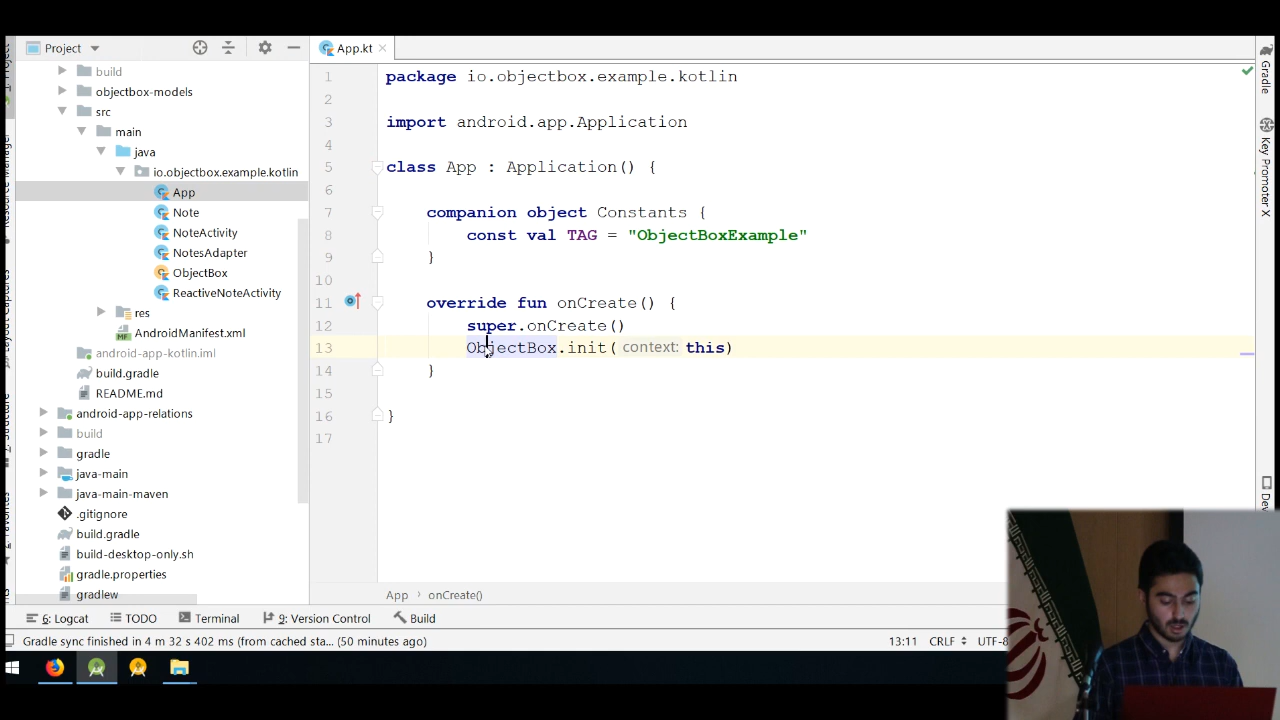 Project
App.kt
build
objectbox-models
src
main
java
io.objectbox.example.kotlin
App
Note
NoteActivity
NotesAdapter
ObjectBox
ReactiveNoteActivity
res
AndroidManifest.xml
android-app-kotlin.iml
build.gradle
README.md
android-app-relations
build
gradle
java-main
java-main-maven
.gitignore
build.gradle
build-desktop-only.sh
gradle.properties
gradlew
1 package io.objectbox.example.kotlin
2
3 import android.app.Application
4
5 class App : Application() {
6
7 companion object Constants {
8 const val TAG = "ObjectBoxExample"
9 }
10
11 override fun onCreate() {
12 super.onCreate()
13 ObjectBox.init( context: this)
14 }
15
16 }
17
App › onCreate()
Gradle
Key Promoter X
6: Logcat TODO Terminal 9: Version Control Build
Gradle sync finished in 4 m 32 s 402 ms (from cached sta... (50 minutes ago) 13:11 CRLF UTF-8